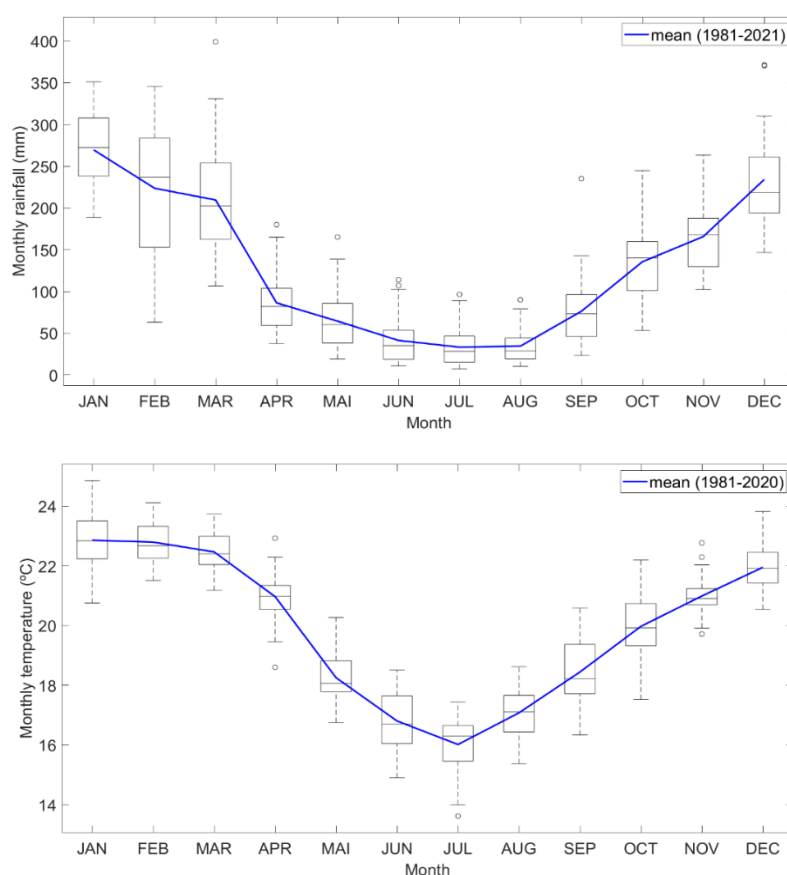 mean (1981-2021)
Monthly rainfall (mm)
400
350
300
250
200
150
100
50
0
JAN FEB MAR APR MAI JUN JUL AUG SEP OCT NOV DEC
Month
mean (1981-2020)
Monthly temperature (ºC)
24
22
20
18
16
14
JAN FEB MAR APR MAI JUN JUL AUG SEP OCT NOV DEC
Month